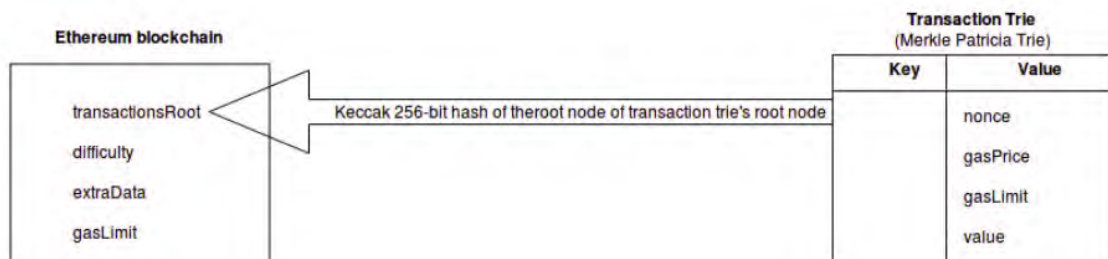 Ethereum blockchain
transactionsRoot
difficulty
extraData
gasLimit
Keccak 256-bit hash of theroot node of transaction trie's root node
Transaction Trie
(Merkle Patricia Trie)
Key Value
nonce
gasPrice
gasLimit
value